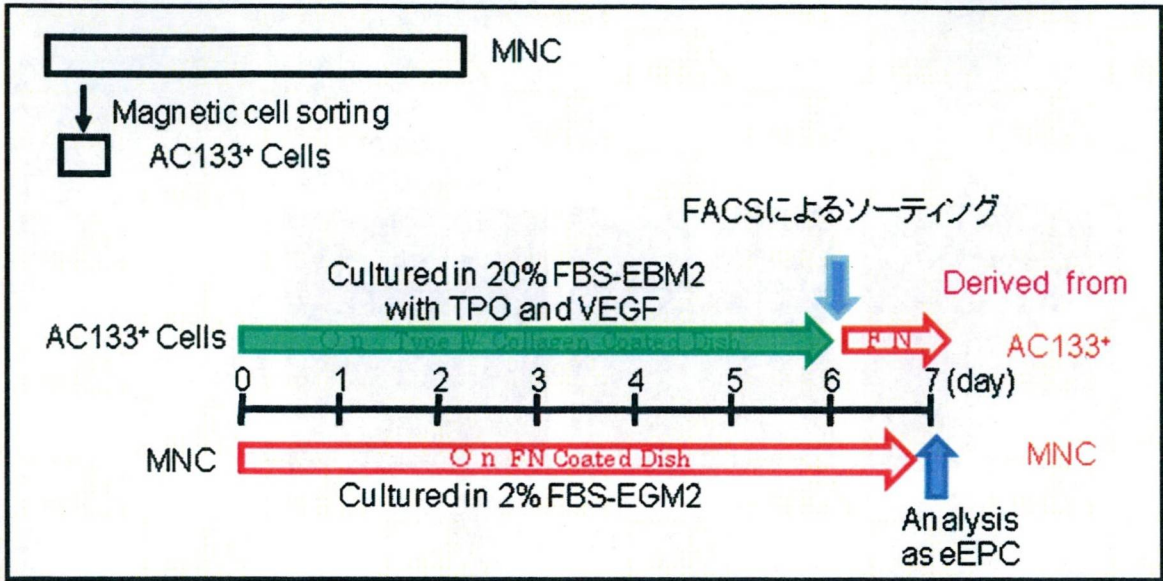 MNC
Magnetic cell sorting
AC133⁺ Cells
FACSによるソーティング
Cultured in 20% FBS-EBM2
with TPO and VEGF
Derived from
AC133⁺ Cells
On Type IV Collagen Coated Dish
FN
AC133⁺
0 1 2 3 4 5 6 7 (day)
MNC
On FN Coated Dish
MNC
Cultured in 2% FBS-EGM2
Analysis
as eEPC